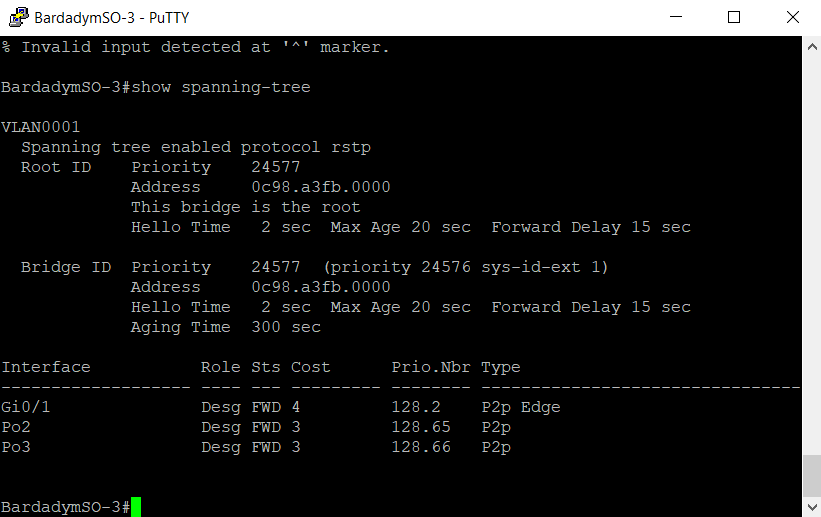 BardadymSO-3 - PuTTY
% Invalid input detected at '^' marker.
BardadymSO-3#show spanning-tree
VLAN0001
  Spanning tree enabled protocol rstp
  Root ID    Priority    24577
             Address     0c98.a3fb.0000
             This bridge is the root
             Hello Time   2 sec  Max Age 20 sec  Forward Delay 15 sec
  Bridge ID  Priority    24577  (priority 24576 sys-id-ext 1)
             Address     0c98.a3fb.0000
             Hello Time   2 sec  Max Age 20 sec  Forward Delay 15 sec
             Aging Time  300 sec
Interface           Role Sts Cost      Prio.Nbr Type
------------------- ---- --- --------- -------- --------------------------------
Gi0/1               Desg FWD 4         128.2    P2p Edge
Po2                 Desg FWD 3         128.65   P2p
Po3                 Desg FWD 3         128.66   P2p
BardadymSO-3#